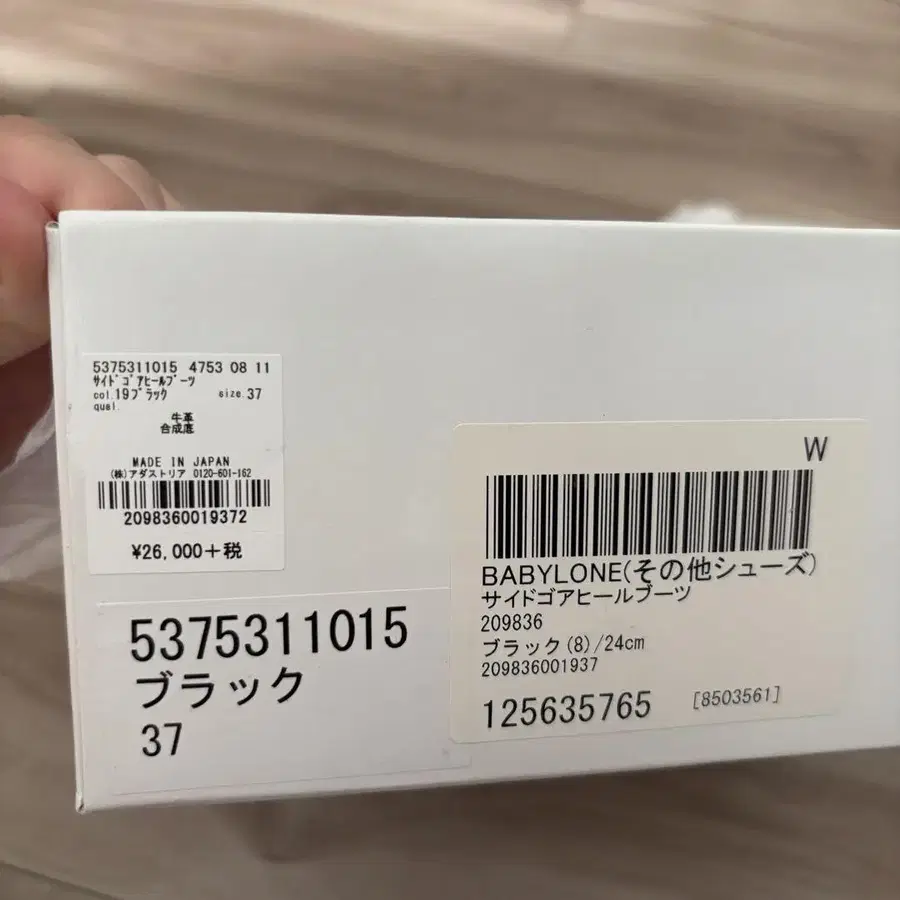 5375311015 4753 08 11
ｻｲﾄﾞｺﾞｱﾋｰﾙﾌﾞｰﾂ
col.19ﾌﾞﾗｯｸ size.37
qual.
牛革
合成底
MADE IN JAPAN
(株)アダストリア 0120-601-162
2098360019372
¥26,000＋税
5375311015
ブラック
37
W
BABYLONE(その他シューズ)
サイドゴアヒールブーツ
209836
ブラック(8)/24cm
209836001937
125635765 [8503561]